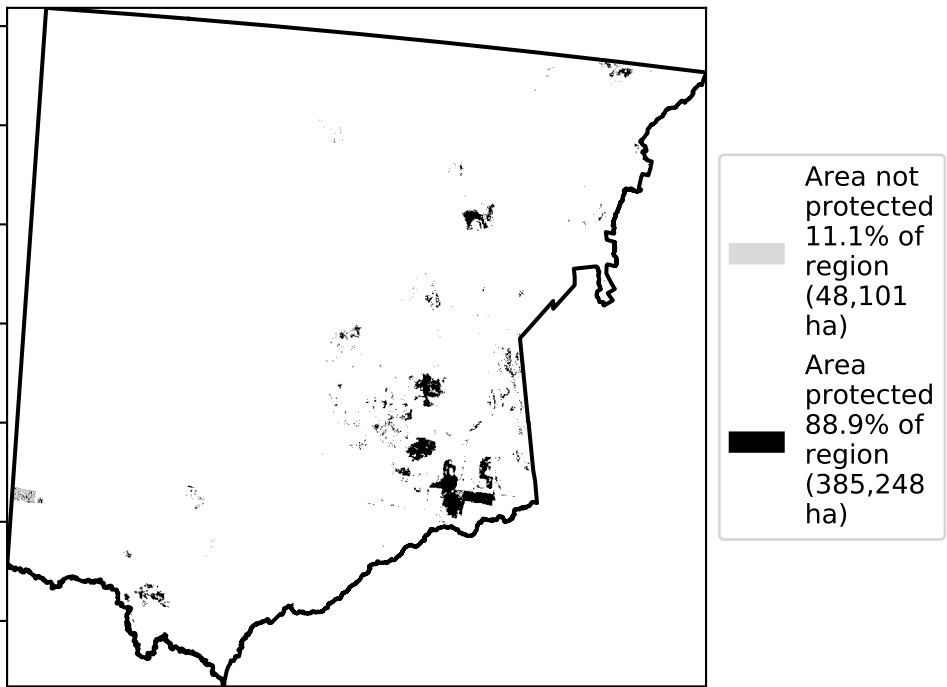 Area not
protected
11.1% of
region
(48,101
ha)
Area
protected
88.9% of
region
(385,248
ha)